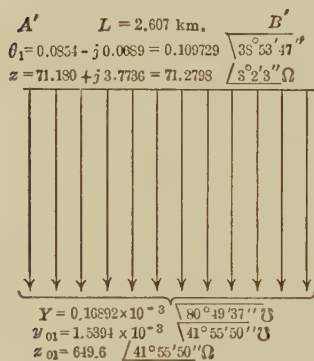 A' L = 2,607 km. B'
θ₁=0.0854 - j 0.0689 = 0.109729 \38°53'47"
z = 71.180 + j 3.7736 = 71.2798 /3°2'3" Ω
Y = 0.16892 × 10⁻³ \80°49'37" ℧
y₀₁ = 1.5394 × 10⁻³ \41°55'50" ℧
z₀₁ = 649.6 /41°55'50" Ω